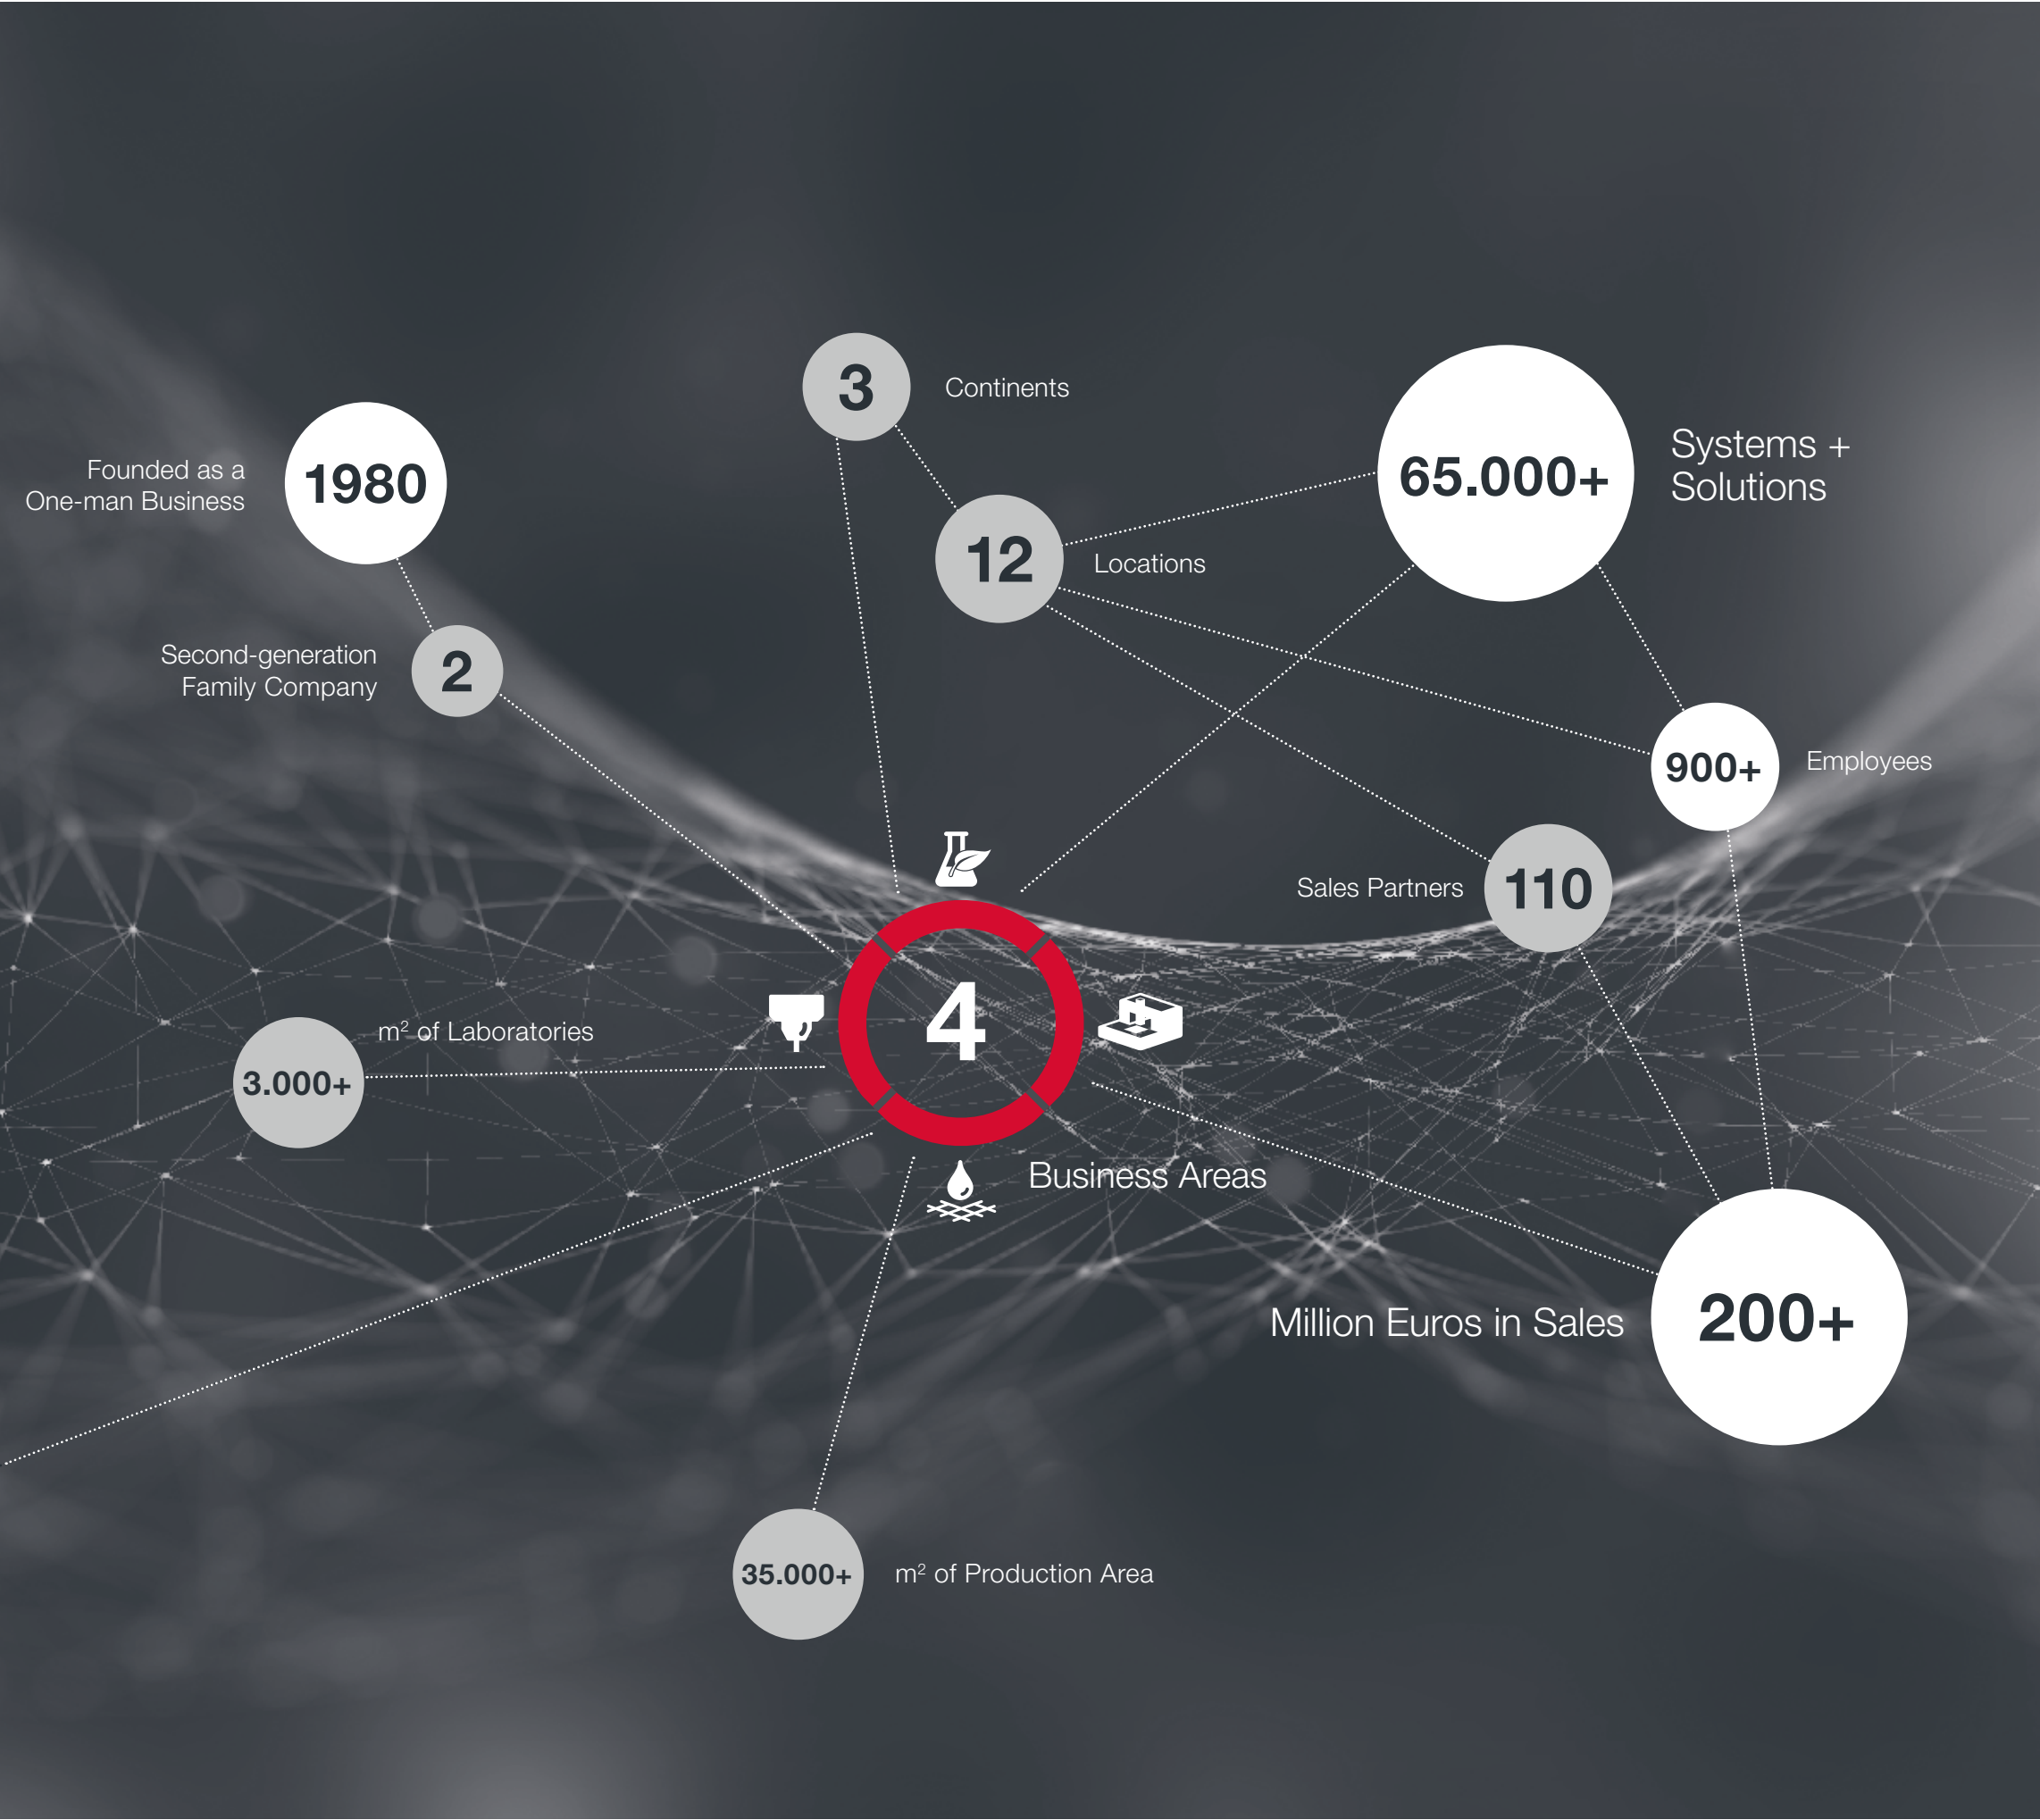 3
Continents
65.000+
Systems +
Solutions
1980
Founded as a
One-man Business
12
Locations
2
Second-generation
Family Company
900+
Employees
110
Sales Partners
4
Business Areas
3.000+
m² of Laboratories
200+
Million Euros in Sales
35.000+
m² of Production Area